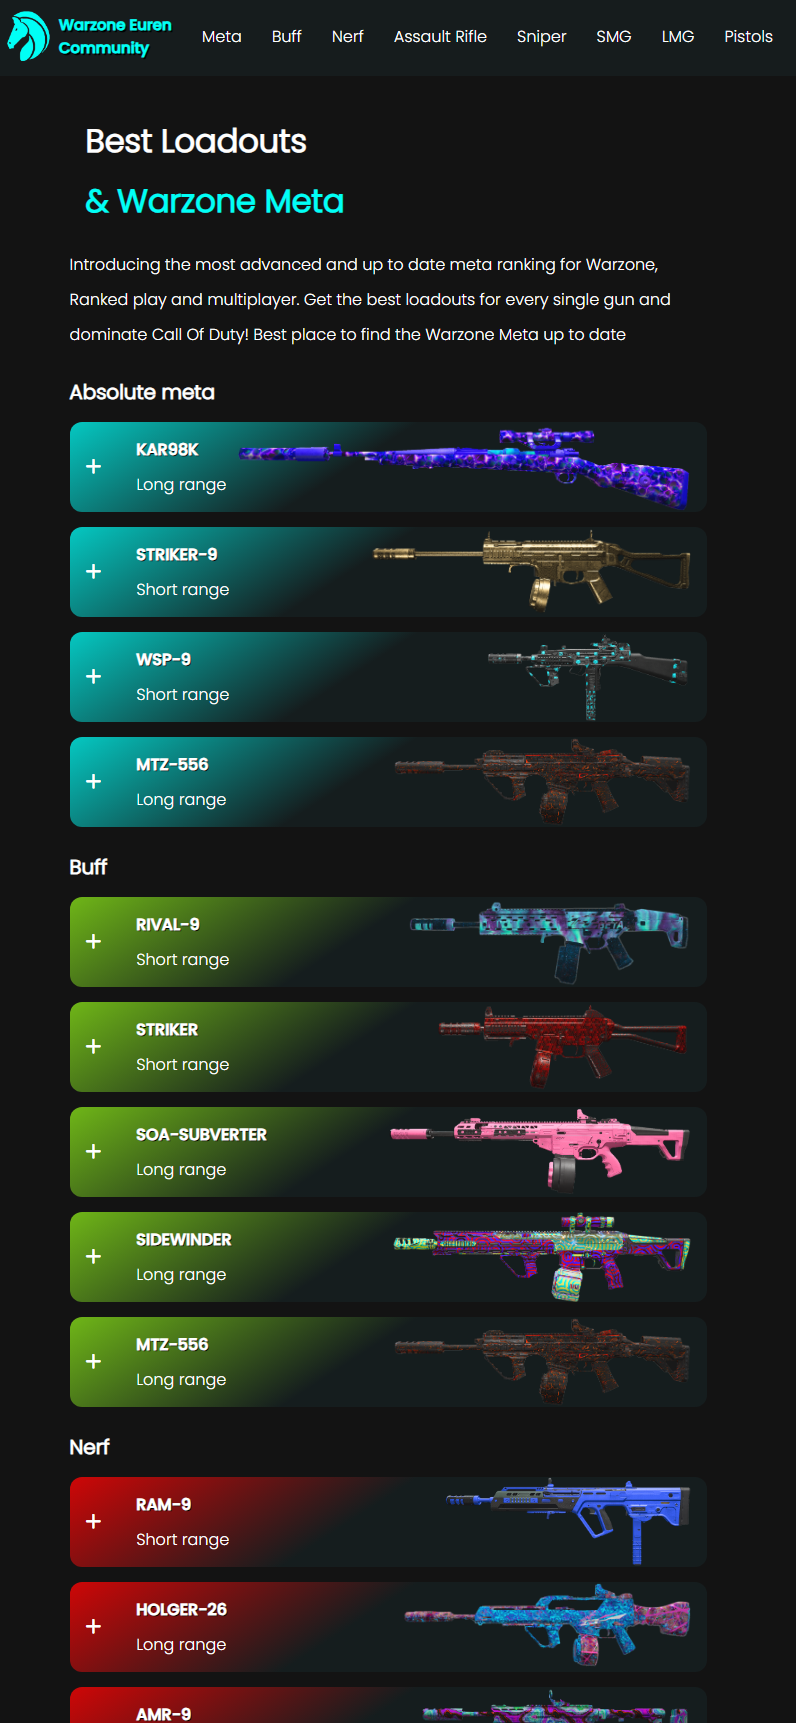 Warzone Euren
Community
Meta
Buff
Nerf
Assault Rifle
Sniper
SMG
LMG
Pistols
Best Loadouts
& Warzone Meta
Introducing the most advanced and up to date meta ranking for Warzone,
Ranked play and multiplayer. Get the best loadouts for every single gun and
dominate Call Of Duty! Best place to find the Warzone Meta up to date
Absolute meta
+
KAR98K
Long range
+
STRIKER-9
Short range
+
WSP-9
Short range
+
MTZ-556
Long range
Buff
+
RIVAL-9
Short range
+
STRIKER
Short range
+
SOA-SUBVERTER
Long range
+
SIDEWINDER
Long range
+
MTZ-556
Long range
Nerf
+
RAM-9
Short range
+
HOLGER-26
Long range
AMR-9